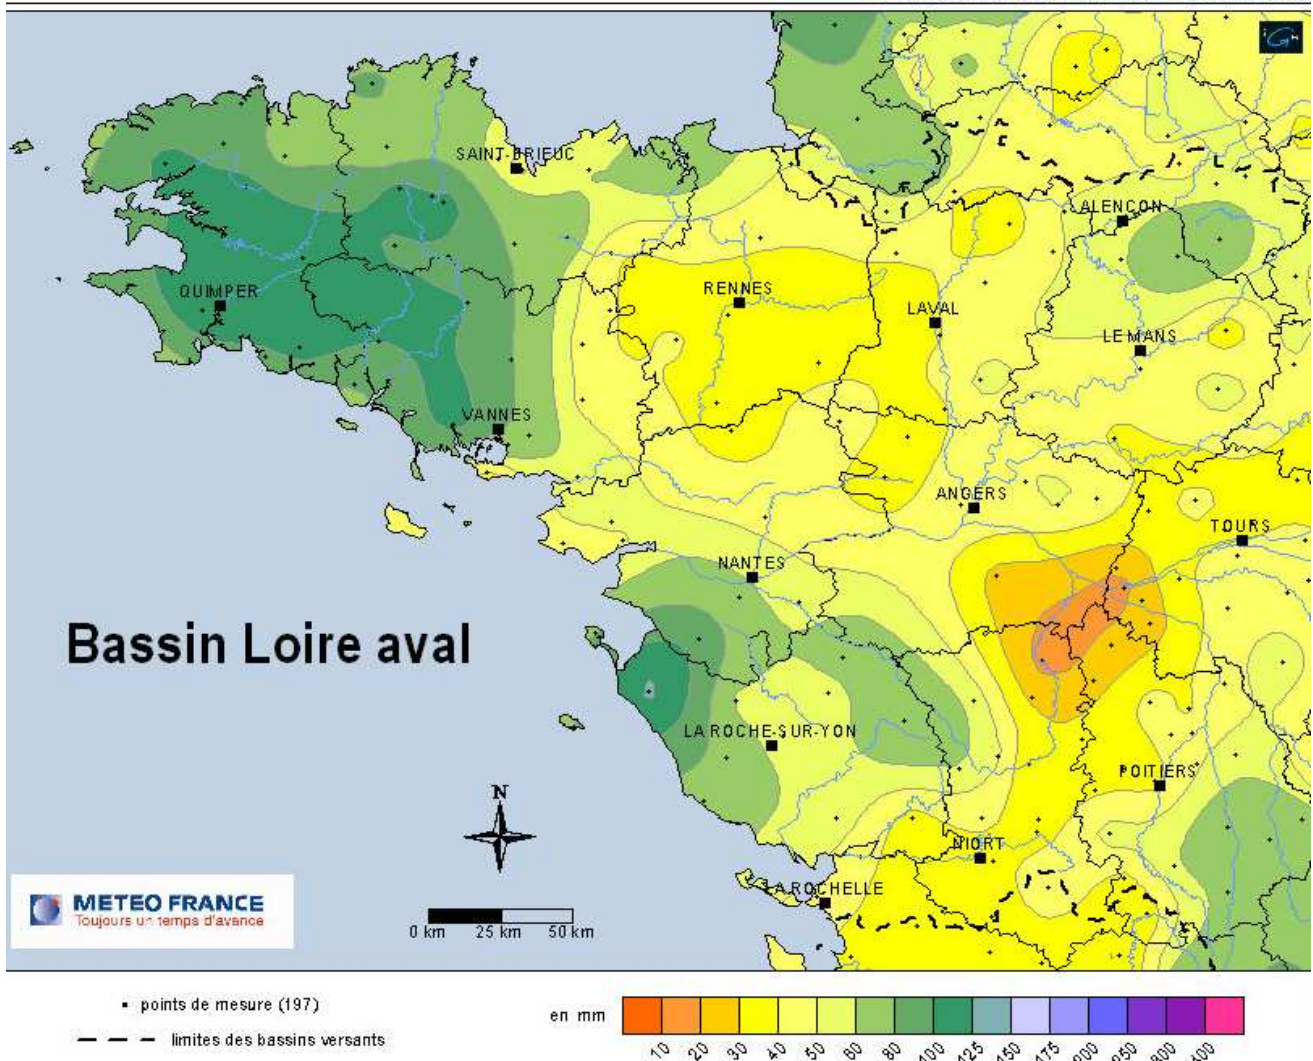 SAINT-BRIEUC
ALENÇON
QUIMPER
RENNES
LAVAL
LE MANS
VANNES
ANGERS
TOURS
NANTES
Bassin Loire aval
LA ROCHE-SUR-YON
POITIERS
N
NIORT
LA ROCHELLE
METEO FRANCE
Toujours un temps d'avance
0 km 25 km 50 km
points de mesure (197)
en mm
limites des bassins versants
10 20 30 40 50 60 80 100 125 150 175 200 250 300 400